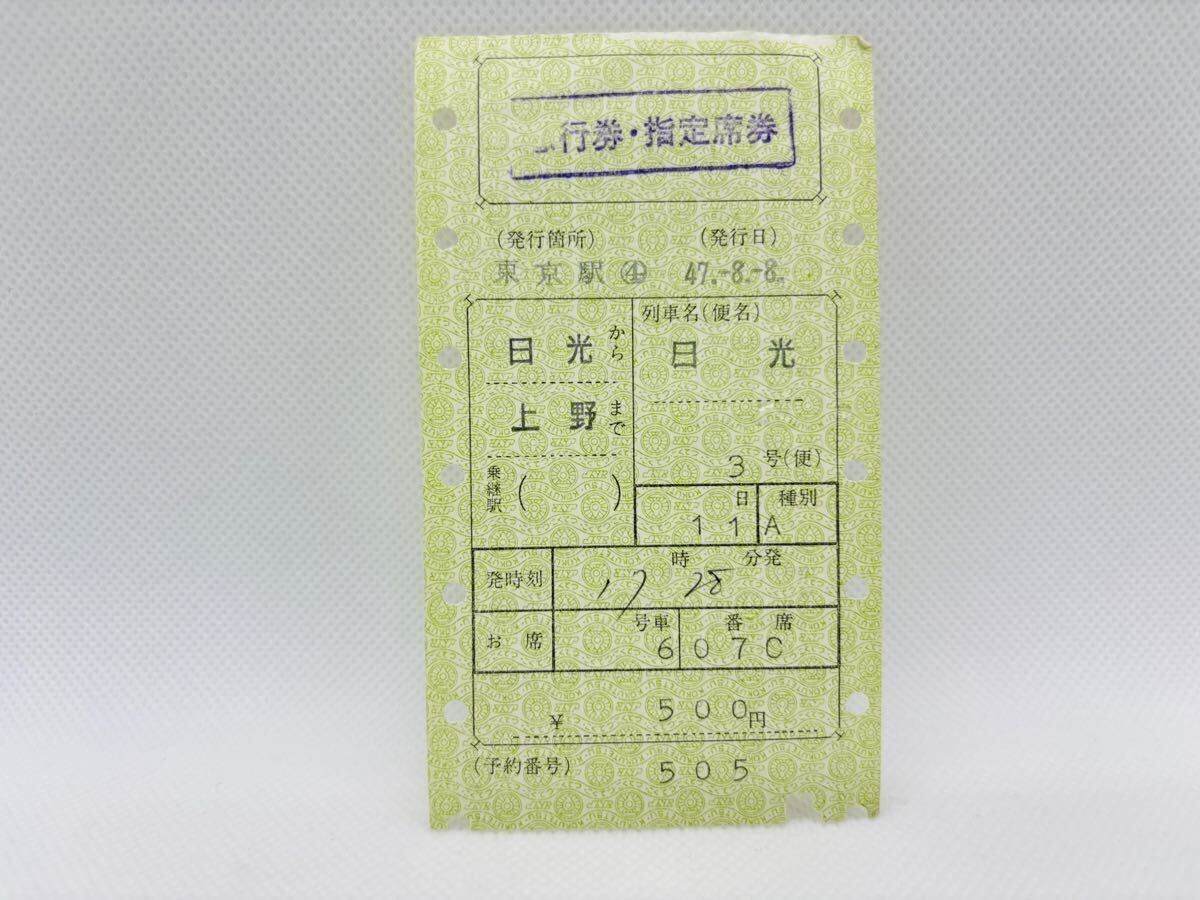 行券・指定席券
(発行箇所) (発行日)
東京駅④ 47.-8.-8.
日光から
上野まで
乗継駅 ( )
列車名(便名)
日 光
3 号(便)
日 種別
11 A
発時刻 時 分発
17 28
お 席 号車 番 席
6 07C
¥ 500円
(予約番号) 505